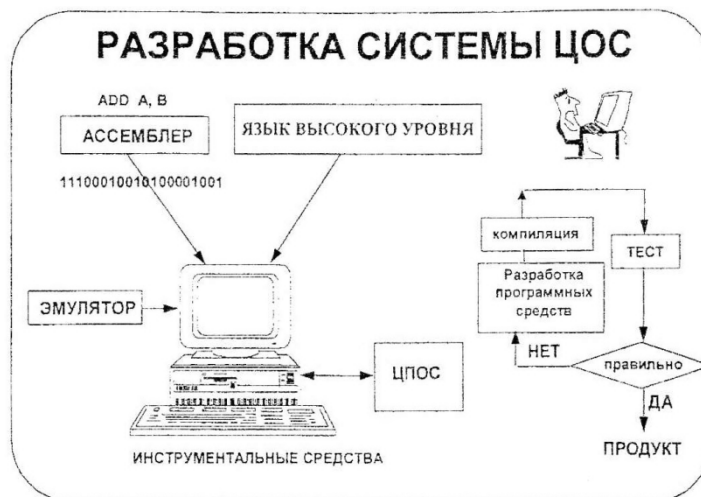 РАЗРАБОТКА СИСТЕМЫ ЦОС
ADD A, B
АССЕМБЛЕР
ЯЗЫК ВЫСОКОГО УРОВНЯ
11100010010100001001
компиляция
ТЕСТ
Разработка
программных
средств
ЭМУЛЯТОР
НЕТ
правильно
ЦПОС
ДА
ПРОДУКТ
ИНСТРУМЕНТАЛЬНЫЕ СРЕДСТВА